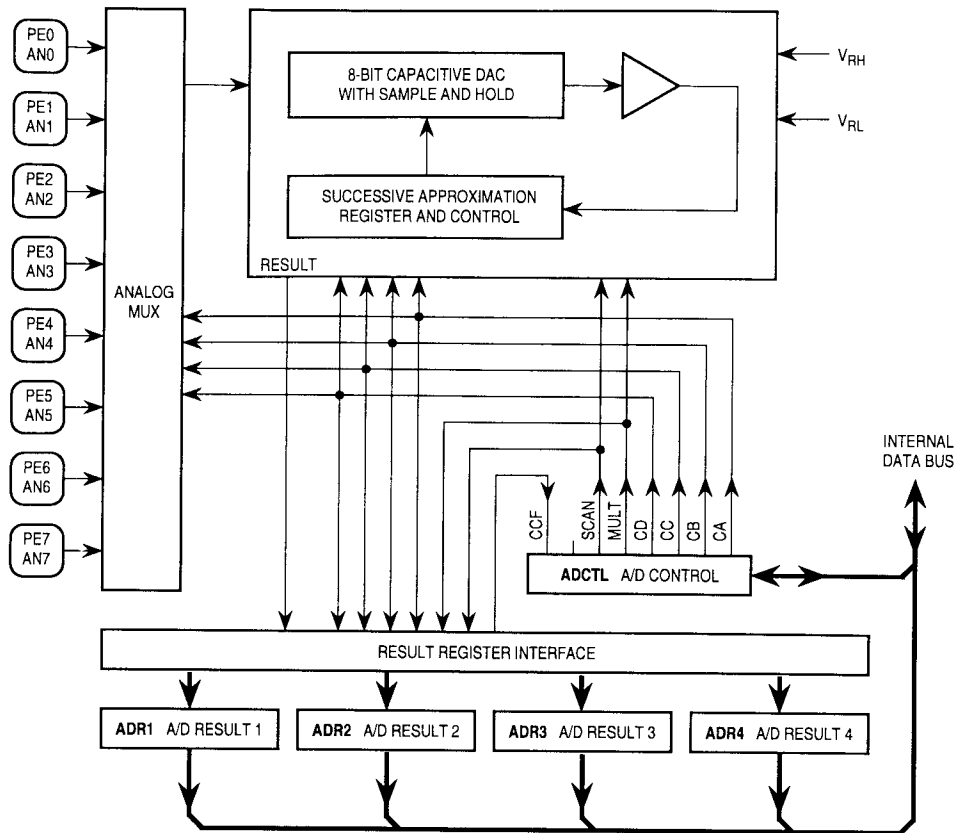 PE0
AN0
PE1
AN1
PE2
AN2
PE3
AN3
PE4
AN4
PE5
AN5
PE6
AN6
PE7
AN7
ANALOG
MUX
8-BIT CAPACITIVE DAC
WITH SAMPLE AND HOLD
SUCCESSIVE APPROXIMATION
REGISTER AND CONTROL
RESULT
VRH
VRL
INTERNAL
DATA BUS
CCF
SCAN
MULT
CD
CC
CB
CA
ADCTL A/D CONTROL
RESULT REGISTER INTERFACE
ADR1 A/D RESULT 1
ADR2 A/D RESULT 2
ADR3 A/D RESULT 3
ADR4 A/D RESULT 4